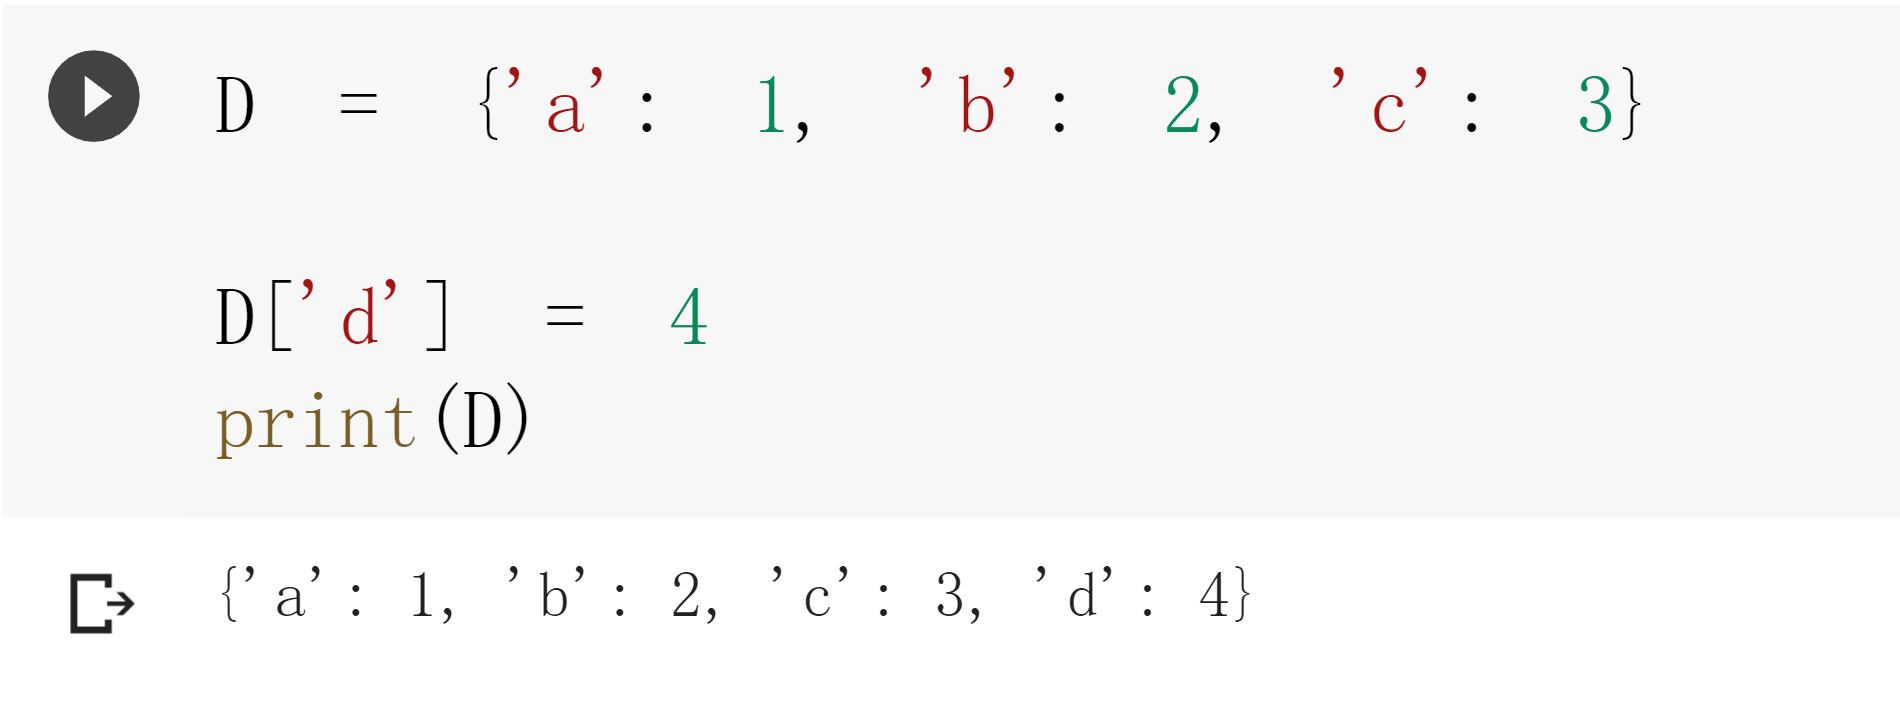 D = {'a': 1, 'b': 2, 'c': 3}
D['d'] = 4
print(D)
{'a': 1, 'b': 2, 'c': 3, 'd': 4}